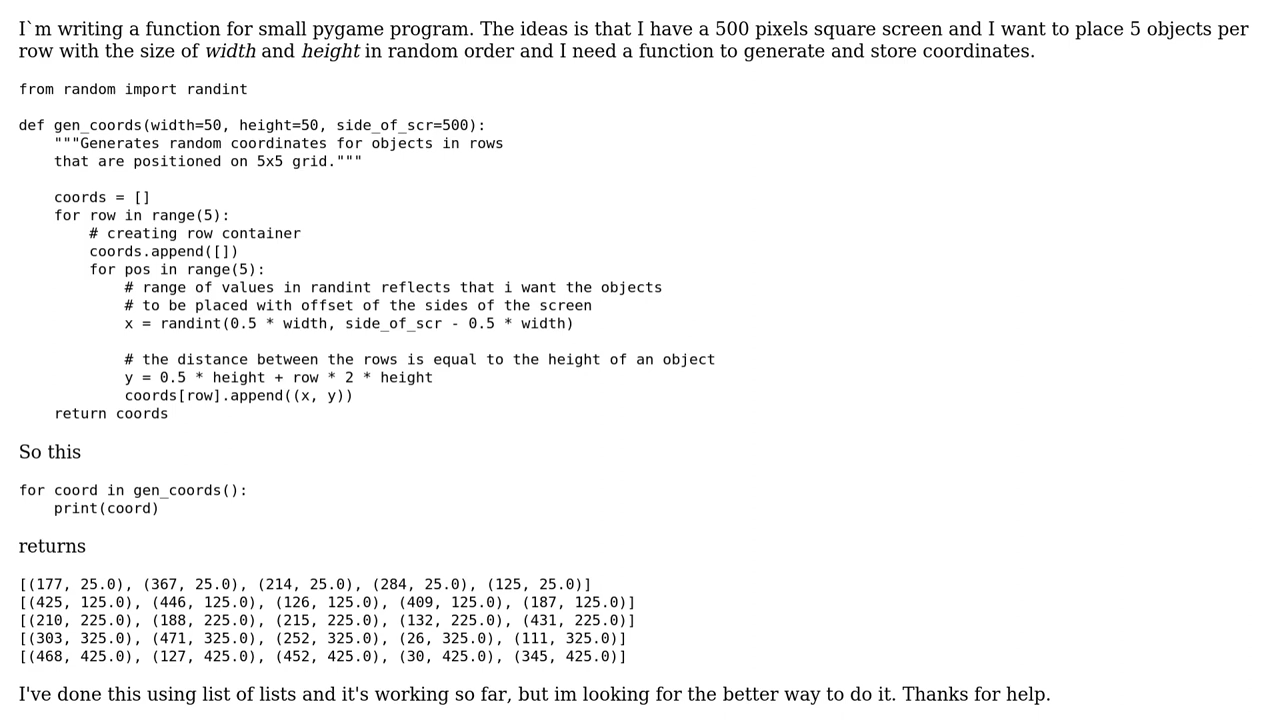 I`m writing a function for small pygame program. The ideas is that I have a 500 pixels square screen and I want to place 5 objects per
row with the size of width and height in random order and I need a function to generate and store coordinates.
from random import randint
def gen_coords(width=50, height=50, side_of_scr=500):
    """Generates random coordinates for objects in rows
    that are positioned on 5x5 grid."""
    coords = []
    for row in range(5):
        # creating row container
        coords.append([])
        for pos in range(5):
            # range of values in randint reflects that i want the objects
            # to be placed with offset of the sides of the screen
            x = randint(0.5 * width, side_of_scr - 0.5 * width)
            # the distance between the rows is equal to the height of an object
            y = 0.5 * height + row * 2 * height
            coords[row].append((x, y))
    return coords
So this
for coord in gen_coords():
    print(coord)
returns
[(177, 25.0), (367, 25.0), (214, 25.0), (284, 25.0), (125, 25.0)]
[(425, 125.0), (446, 125.0), (126, 125.0), (409, 125.0), (187, 125.0)]
[(210, 225.0), (188, 225.0), (215, 225.0), (132, 225.0), (431, 225.0)]
[(303, 325.0), (471, 325.0), (252, 325.0), (26, 325.0), (111, 325.0)]
[(468, 425.0), (127, 425.0), (452, 425.0), (30, 425.0), (345, 425.0)]
I've done this using list of lists and it's working so far, but im looking for the better way to do it. Thanks for help.